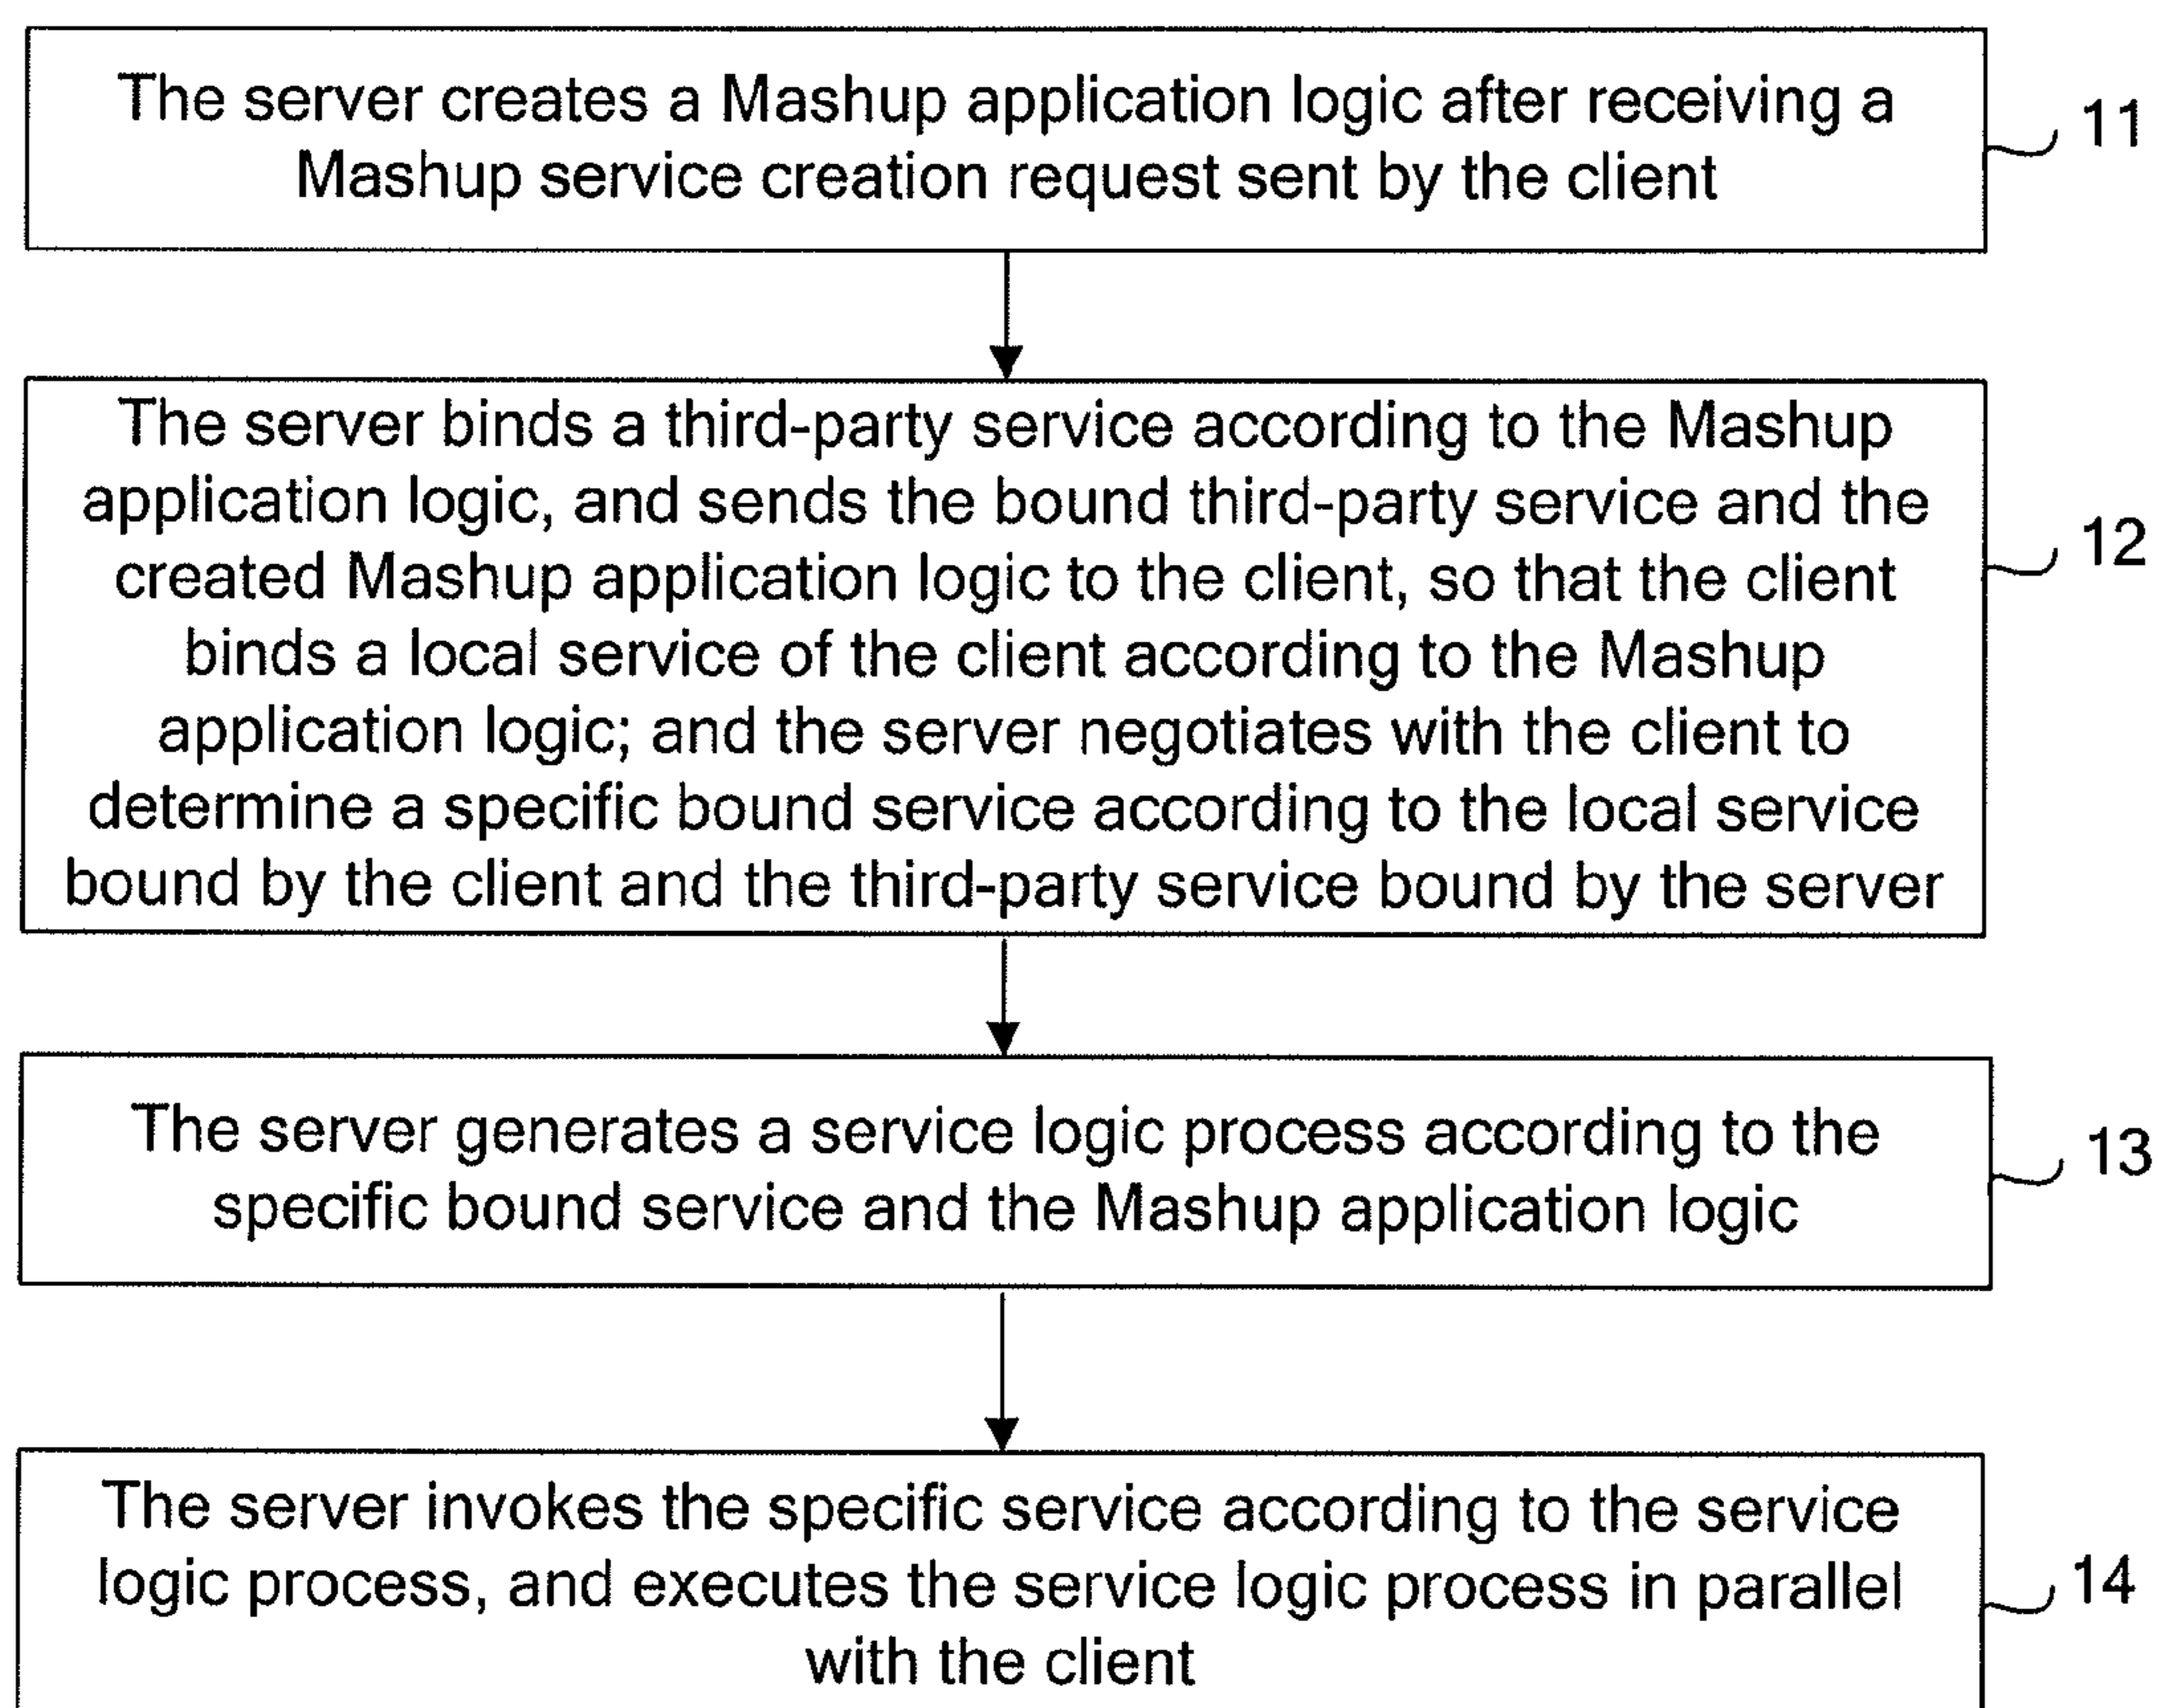 The server creates a Mashup application logic after receiving a
Mashup service creation request sent by the client
11
The server binds a third-party service according to the Mashup
application logic, and sends the bound third-party service and the
created Mashup application logic to the client, so that the client
binds a local service of the client according to the Mashup
application logic; and the server negotiates with the client to
determine a specific bound service according to the local service
bound by the client and the third-party service bound by the server
12
The server generates a service logic process according to the
specific bound service and the Mashup application logic
13
The server invokes the specific service according to the service
logic process, and executes the service logic process in parallel
with the client
14